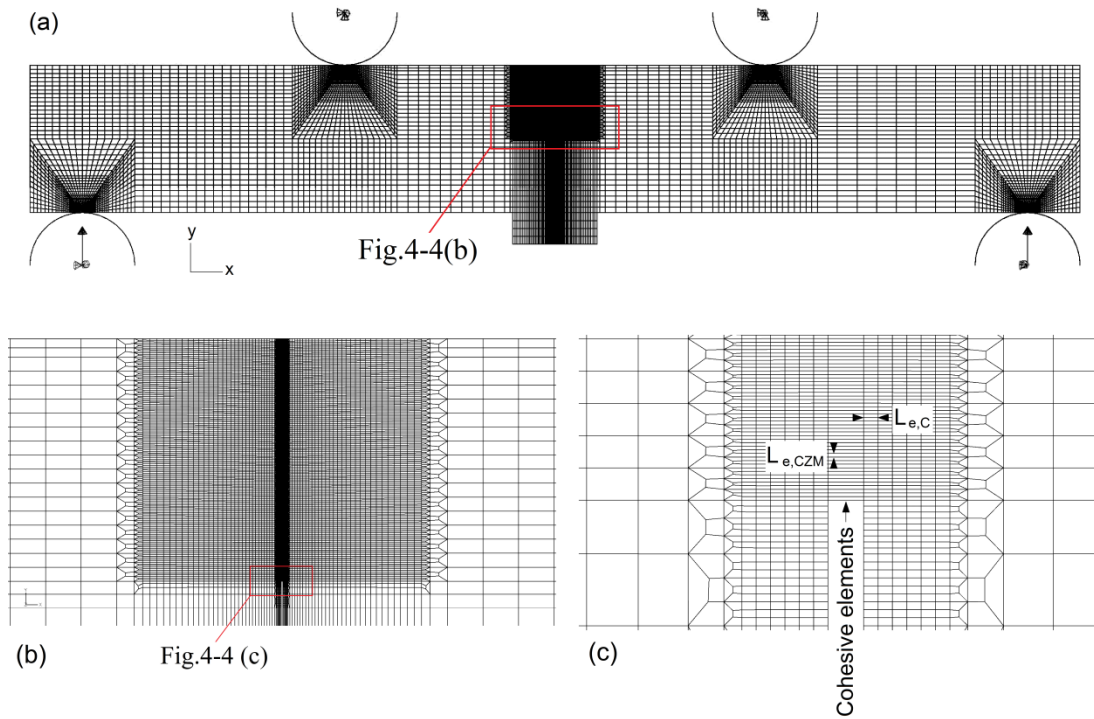 (a)
Fig.4-4(b)
y
x
(b)
Fig.4-4 (c)
L e,C
L e,CZM
Cohesive elements
(c)